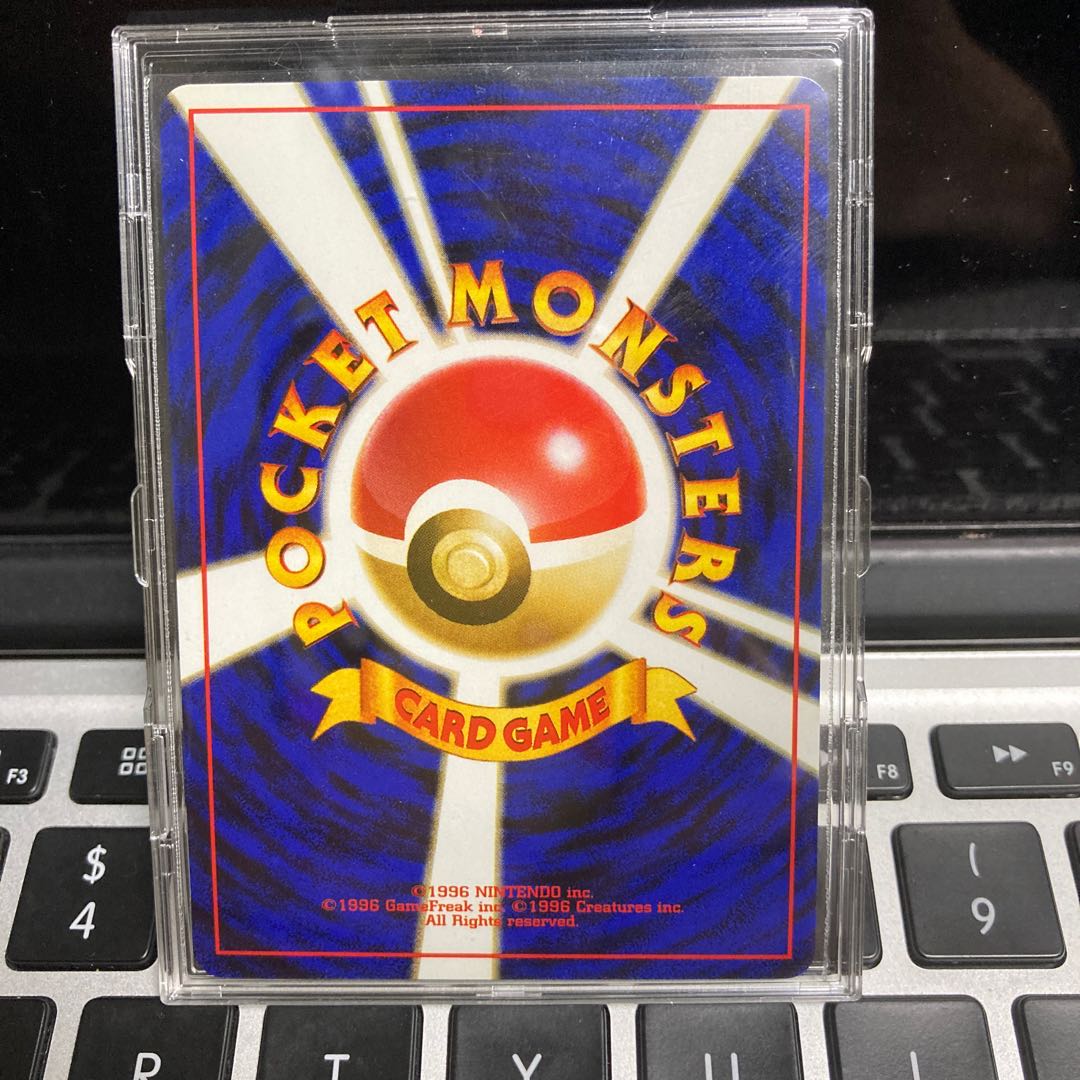 POCKET MONSTERS
CARD GAME
©1996 NINTENDO inc.
©1996 GameFreak inc. ©1996 Creatures inc.
All Rights reserved.
F3
F8
F9
$
4
(
9
R
T
Y
U